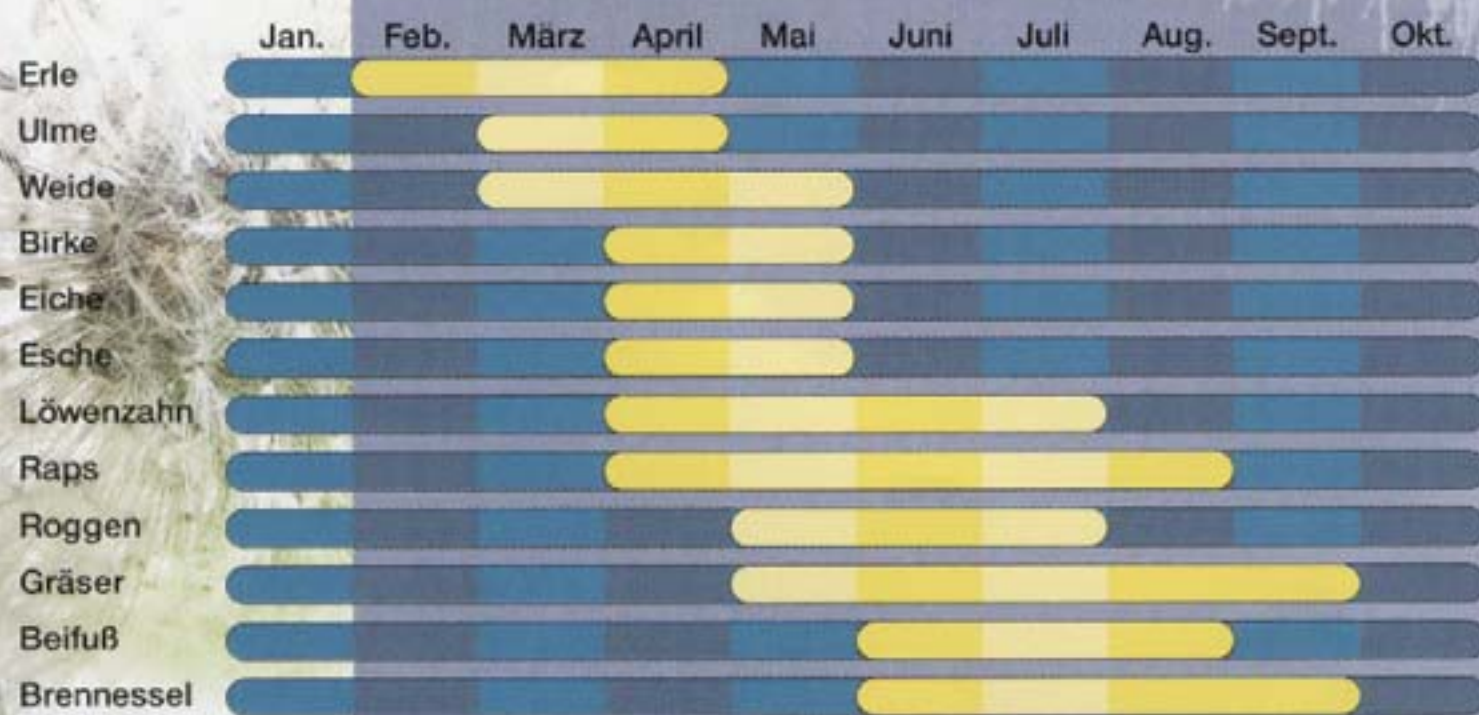 Jan. Feb. März April Mai Juni Juli Aug. Sept. Okt.
Erle
Ulme
Weide
Birke
Eiche
Esche
Löwenzahn
Raps
Roggen
Gräser
Beifuß
Brennessel